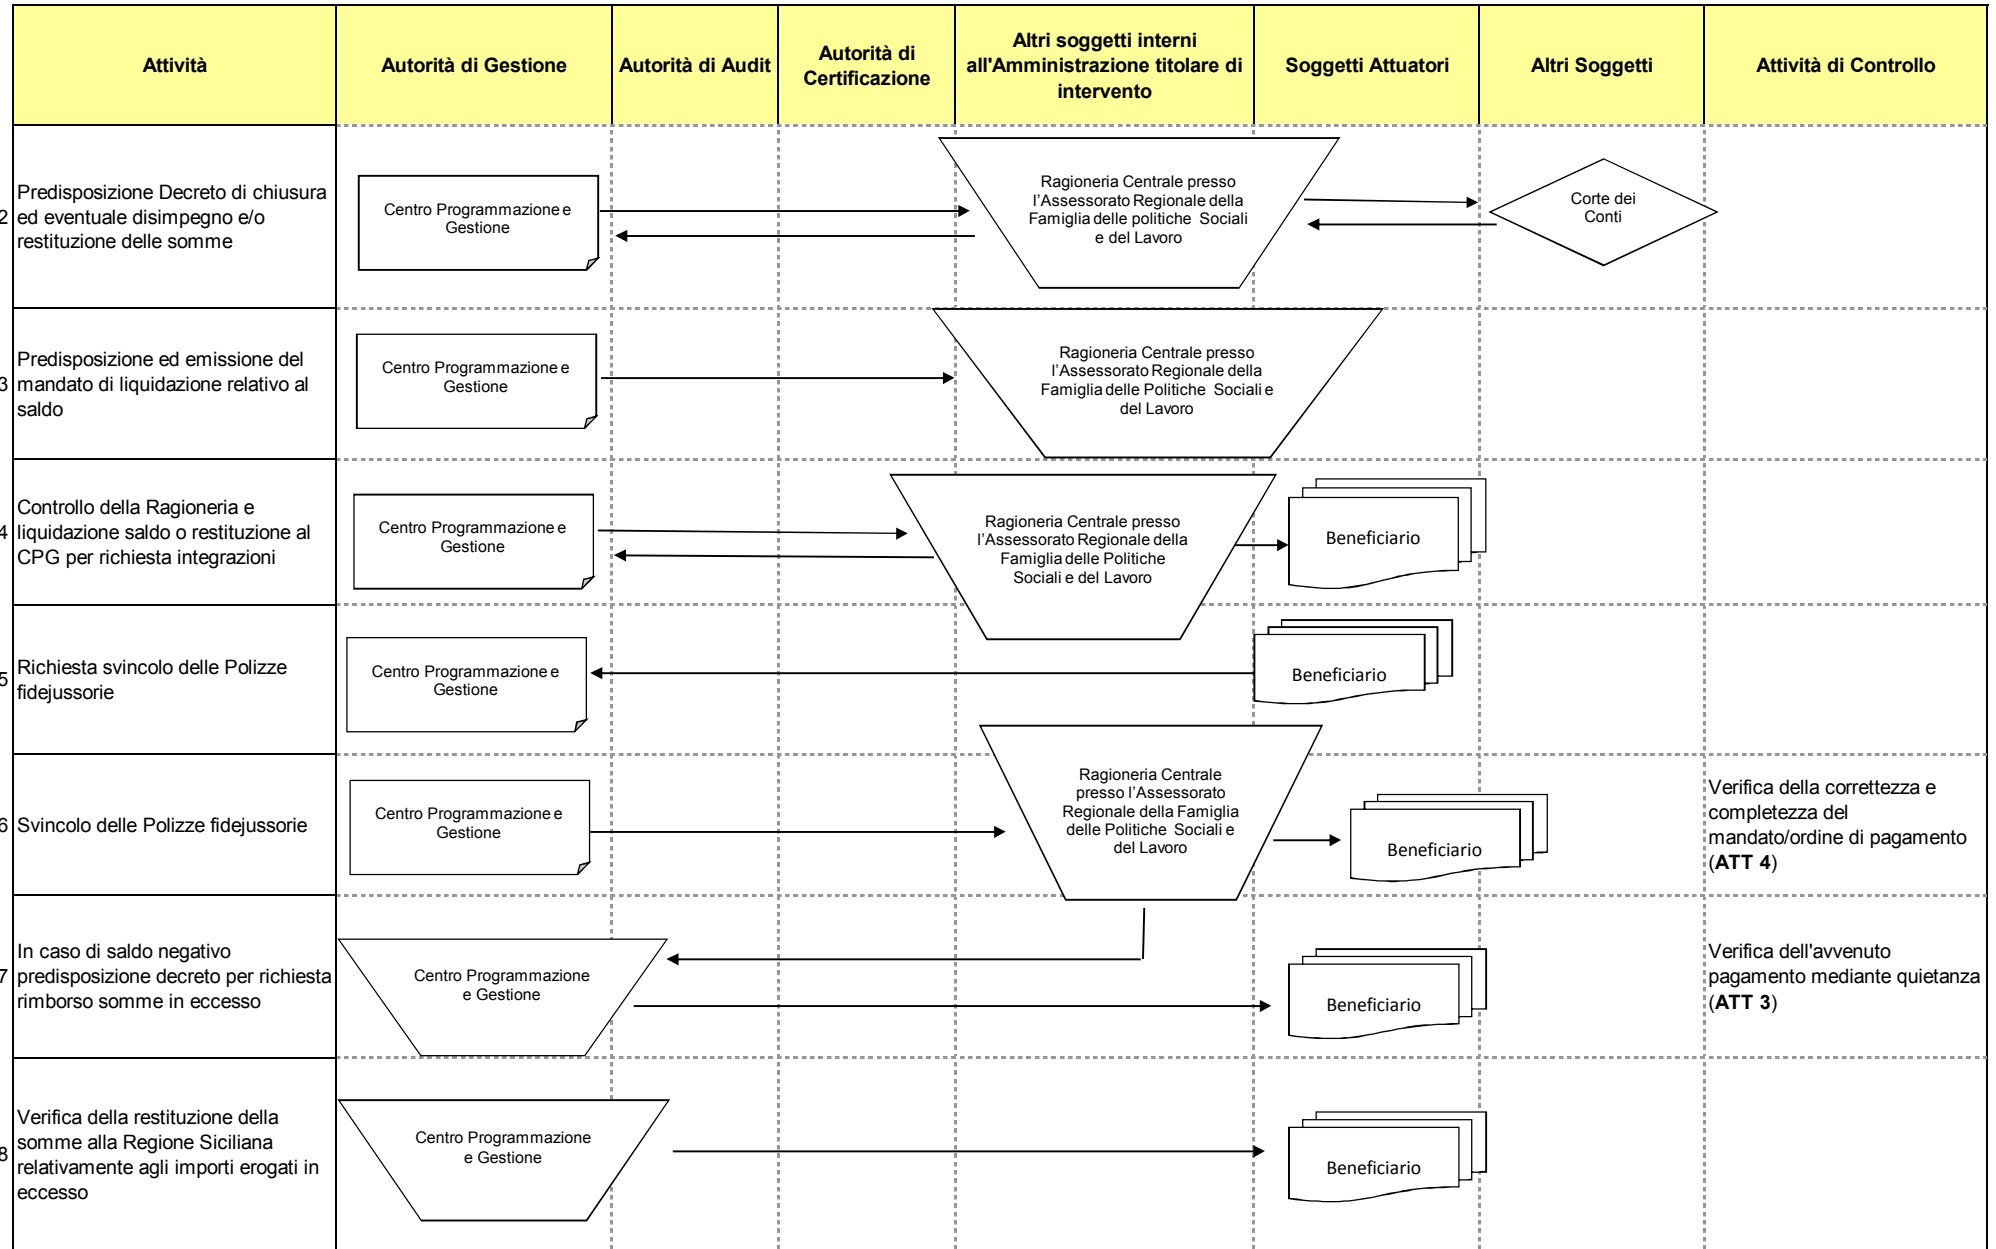 Attività
Autorità di Gestione
Autorità di Audit
Autorità di
Certificazione
Altri soggetti interni
all'Amministrazione titolare di
intervento
Soggetti Attuatori
Altri Soggetti
Attività di Controllo
2
Predisposizione Decreto di chiusura
ed eventuale disimpegno e/o
restituzione delle somme
Centro Programmazione e
Gestione
Ragioneria Centrale presso
l'Assessorato Regionale della
Famiglia delle politiche Sociali
e del Lavoro
Corte dei
Conti
3
Predisposizione ed emissione del
mandato di liquidazione relativo al
saldo
Centro Programmazione e
Gestione
Ragioneria Centrale presso
l'Assessorato Regionale della
Famiglia delle Politiche Sociali e
del Lavoro
4
Controllo della Ragioneria e
liquidazione saldo o restituzione al
CPG per richiesta integrazioni
Centro Programmazione e
Gestione
Ragioneria Centrale presso
l'Assessorato Regionale della
Famiglia delle Politiche
Sociali e del Lavoro
Beneficiario
5
Richiesta svincolo delle Polizze
fidejussorie
Centro Programmazione e
Gestione
Beneficiario
6
Svincolo delle Polizze fidejussorie
Centro Programmazione e
Gestione
Ragioneria Centrale
presso l'Assessorato
Regionale della Famiglia
delle Politiche Sociali e
del Lavoro
Beneficiario
Verifica della correttezza e
completezza del
mandato/ordine di pagamento
(ATT 4)
7
In caso di saldo negativo
predisposizione decreto per richiesta
rimborso somme in eccesso
Centro Programmazione
e Gestione
Beneficiario
Verifica dell'avvenuto
pagamento mediante quietanza
(ATT 3)
8
Verifica della restituzione della
somme alla Regione Siciliana
relativamente agli importi erogati in
eccesso
Centro Programmazione
e Gestione
Beneficiario